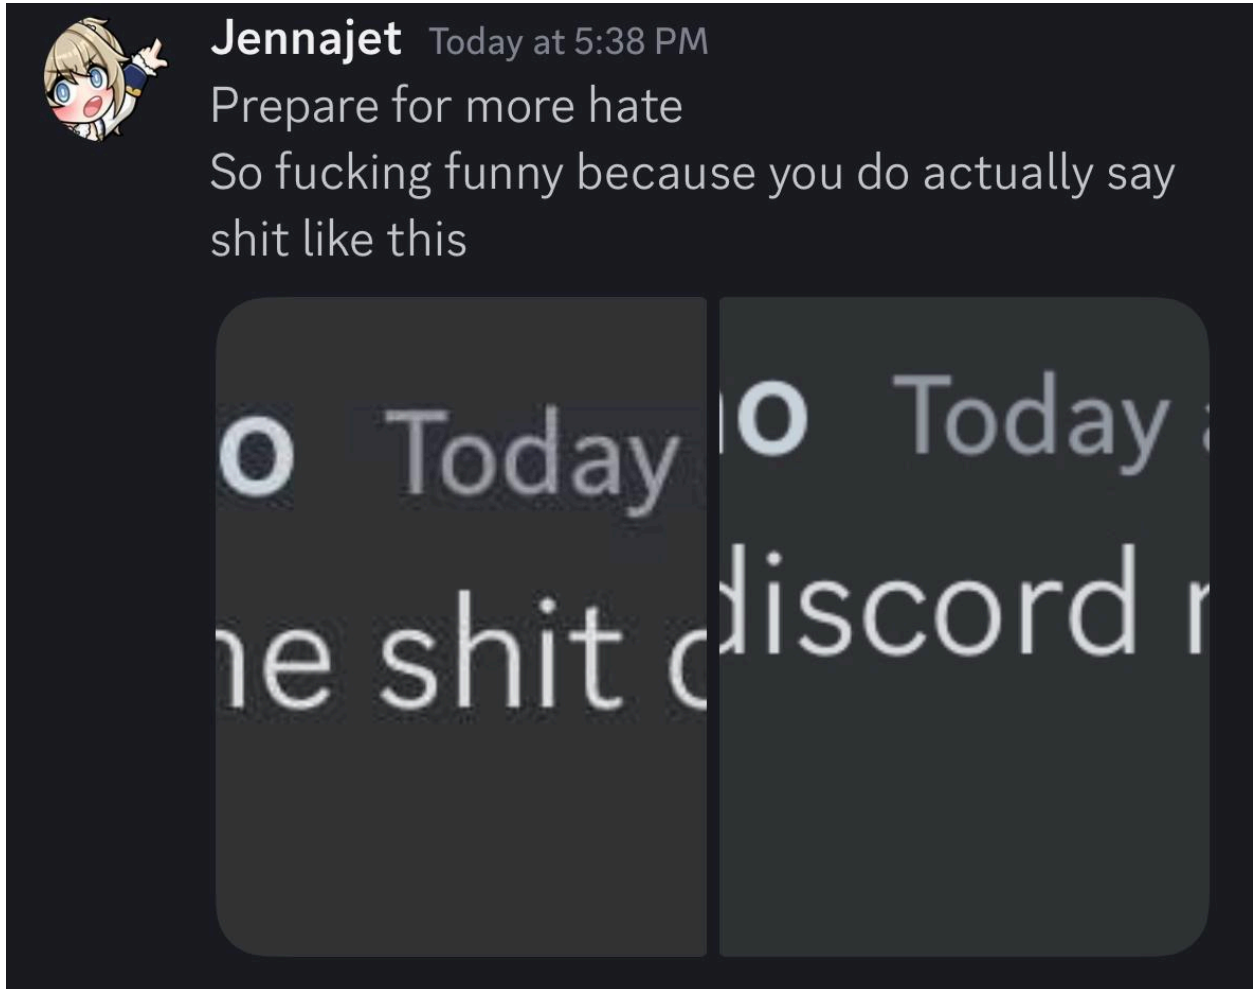 Jennajet Today at 5:38 PM
Prepare for more hate
So fucking funny because you do actually say
shit like this
o Today
he shit
o Today
discord